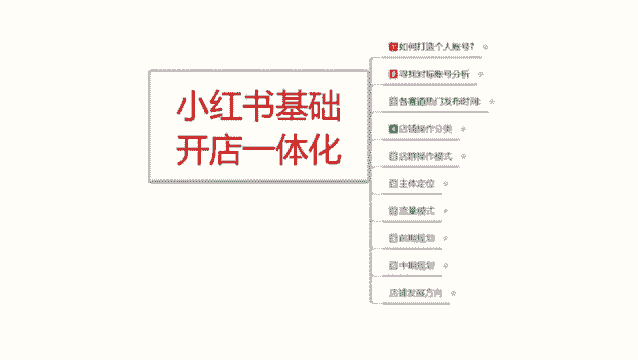 小红书基础
开店一体化
如何打造个人账号?
寻找对标账号分析
各赛道热门发布时间
店铺操作分类
店群操作模式
主体定位
流量模式
前期规划
中期规划
店铺发展方向